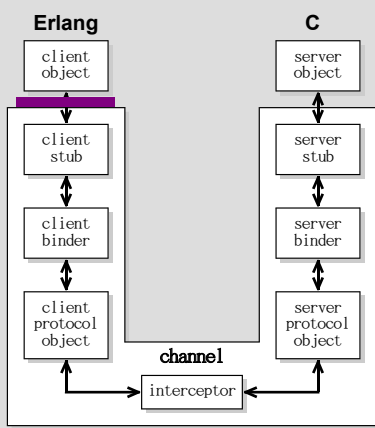 Erlang
C
client
object
server
object
client
stub
server
stub
client
binder
server
binder
client
protocol
object
server
protocol
object
channel
interceptor